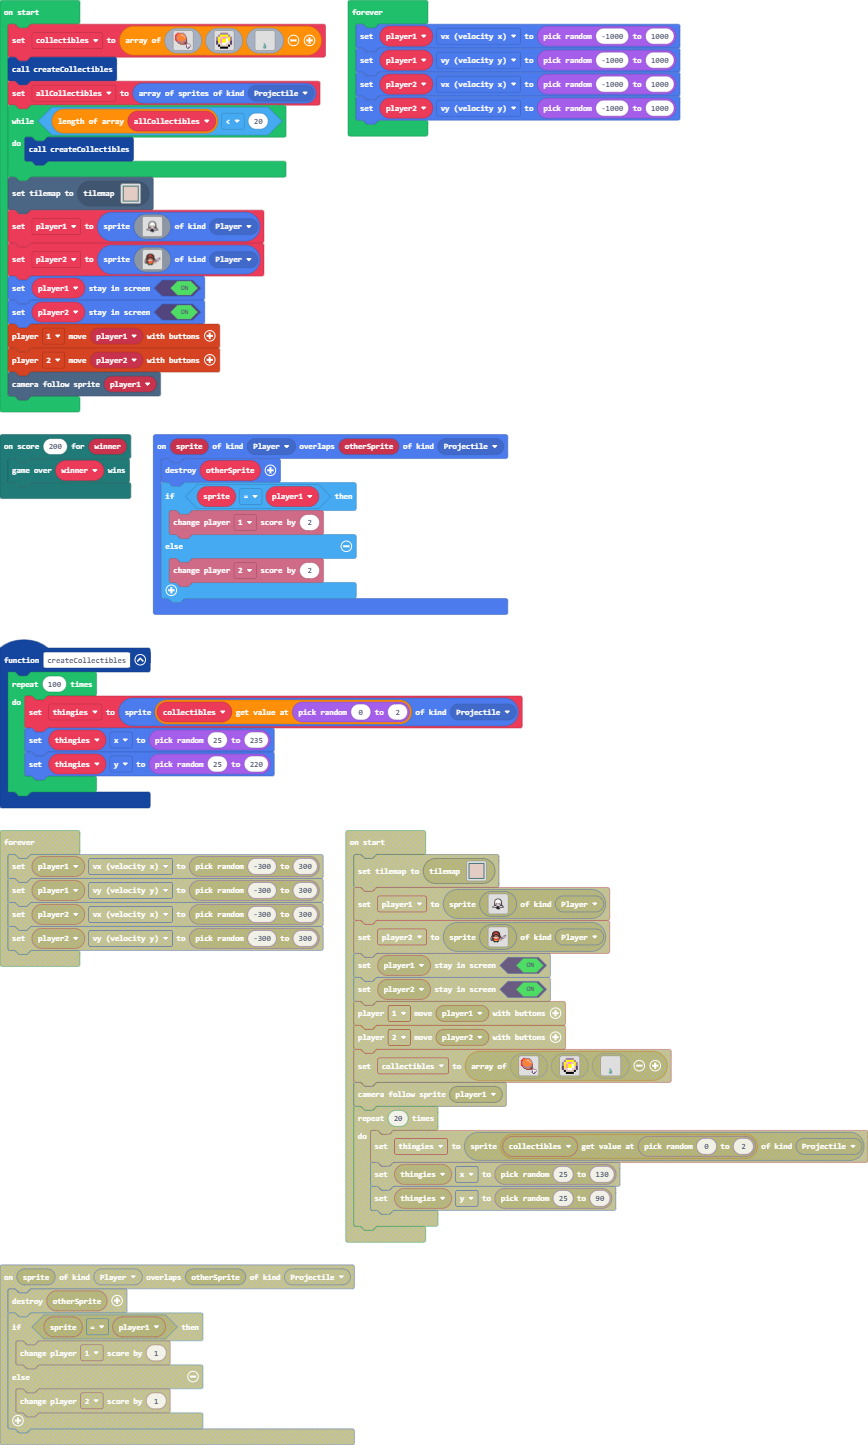 on start
set collectibles to array of
call createCollectibles
set allCollectibles to array of sprites of kind Projectile
while length of array allCollectibles < 20
do call createCollectibles
set tilemap to tilemap
set player1 to sprite of kind Player
set player2 to sprite of kind Player
set player1 stay in screen ON
set player2 stay in screen ON
player 1 move player1 with buttons
player 2 move player2 with buttons
camera follow sprite player1
forever
set player1 vx (velocity x) to pick random -1000 to 1000
set player1 vy (velocity y) to pick random -1000 to 1000
set player2 vx (velocity x) to pick random -1000 to 1000
set player2 vy (velocity y) to pick random -1000 to 1000
on score 200 for winner
game over winner wins
on sprite of kind Player overlaps otherSprite of kind Projectile
destroy otherSprite
if sprite = player1 then
change player 1 score by 2
else
change player 2 score by 2
function createCollectibles
repeat 100 times
do set thingies to sprite collectibles get value at pick random 0 to 2 of kind Projectile
set thingies x to pick random 25 to 235
set thingies y to pick random 25 to 220
forever
set player1 vx (velocity x) to pick random -300 to 300
set player1 vy (velocity y) to pick random -300 to 300
set player2 vx (velocity x) to pick random -300 to 300
set player2 vy (velocity y) to pick random -300 to 300
on start
set tilemap to tilemap
set player1 to sprite of kind Player
set player2 to sprite of kind Player
set player1 stay in screen ON
set player2 stay in screen ON
player 1 move player1 with buttons
player 2 move player2 with buttons
set collectibles to array of
camera follow sprite player1
repeat 20 times
do set thingies to sprite collectibles get value at pick random 0 to 2 of kind Projectile
set thingies x to pick random 25 to 130
set thingies y to pick random 25 to 90
on sprite of kind Player overlaps otherSprite of kind Projectile
destroy otherSprite
if sprite = player1 then
change player 1 score by 1
else
change player 2 score by 1